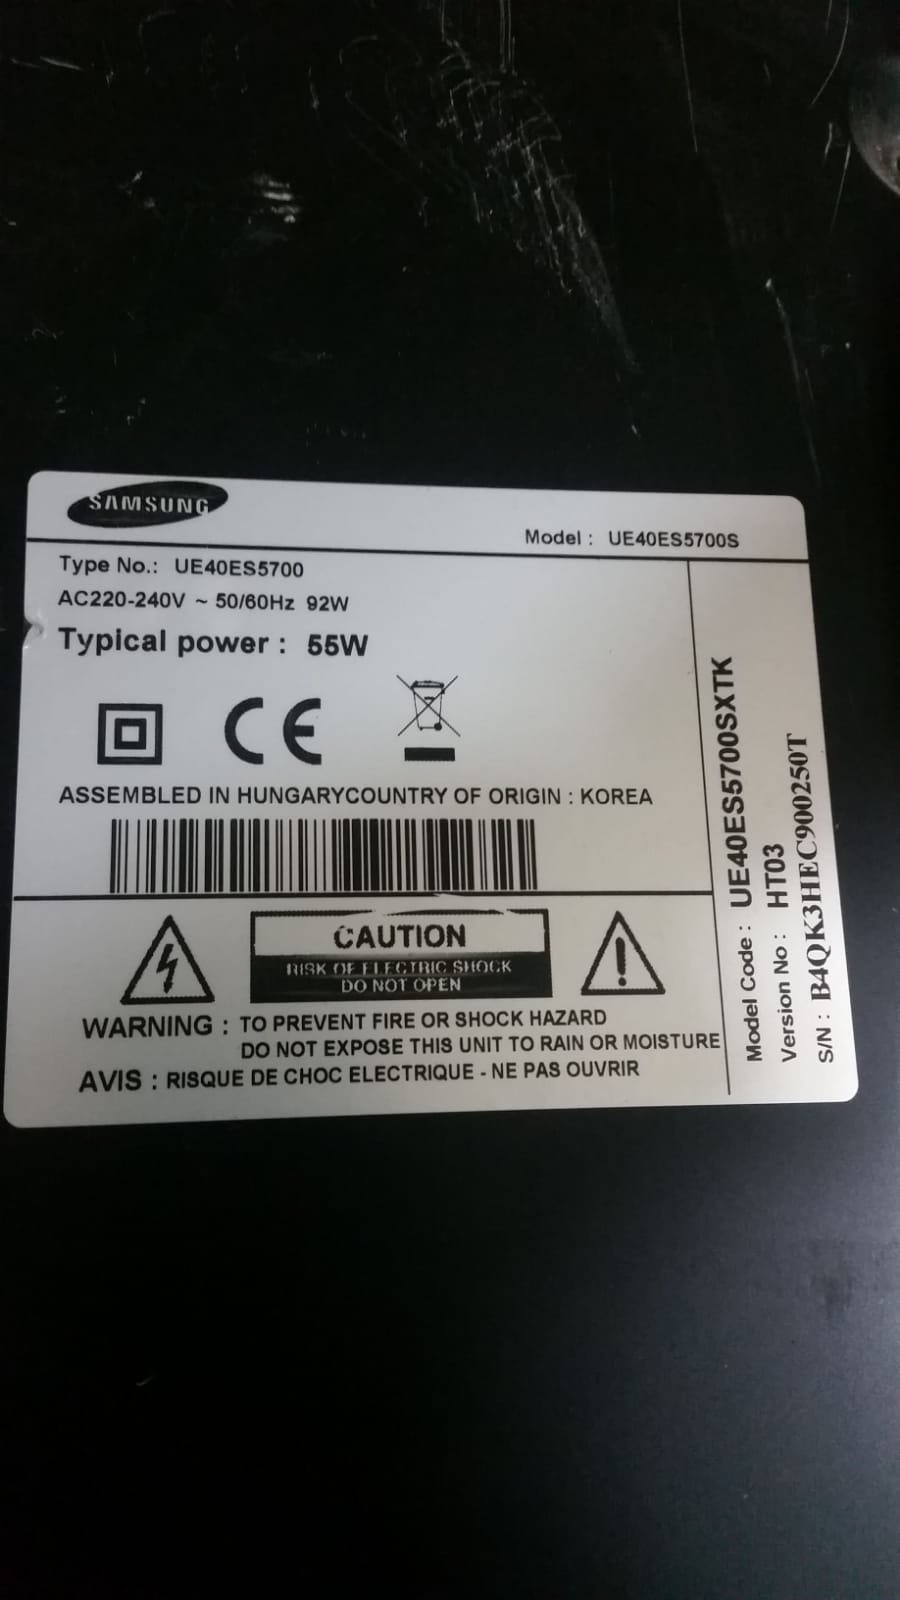 SAMSUNG
Model : UE40ES5700S
Type No.: UE40ES5700
AC220-240V ~ 50/60Hz 92W
Typical power : 55W
CE
ASSEMBLED IN HUNGARYCOUNTRY OF ORIGIN : KOREA
CAUTION
RISK OF ELECTRIC SHOCK
DO NOT OPEN
WARNING : TO PREVENT FIRE OR SHOCK HAZARD
DO NOT EXPOSE THIS UNIT TO RAIN OR MOISTURE
AVIS : RISQUE DE CHOC ELECTRIQUE - NE PAS OUVRIR
Model Code : UE40ES5700SXTK
Version No : HT03
S/N : B4QK3HEC900250T